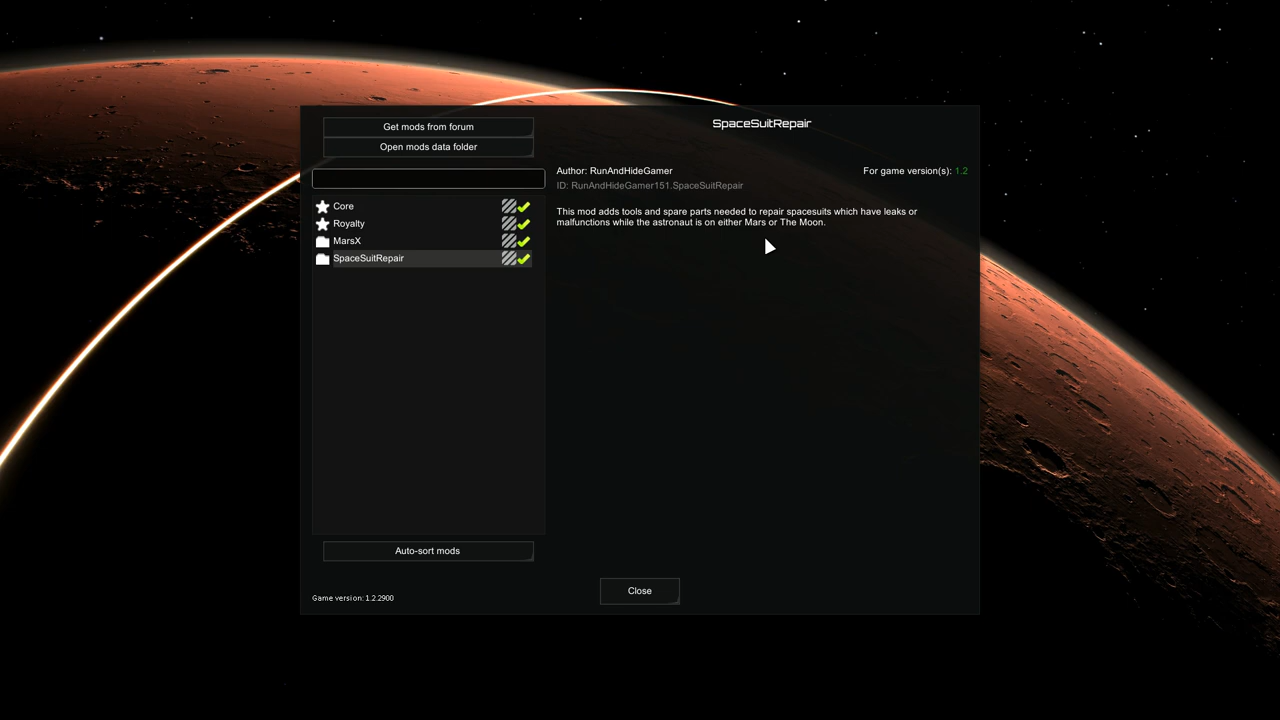 Get mods from forum
Open mods data folder
Core
Royalty
MarsX
SpaceSuitRepair
Auto-sort mods
Game version: 1.2.2900
SpaceSuitRepair
Author: RunAndHideGamer
For game version(s): 1.2
ID: RunAndHideGamer151.SpaceSuitRepair
This mod adds tools and spare parts needed to repair spacesuits which have leaks or
malfunctions while the astronaut is on either Mars or The Moon.
Close